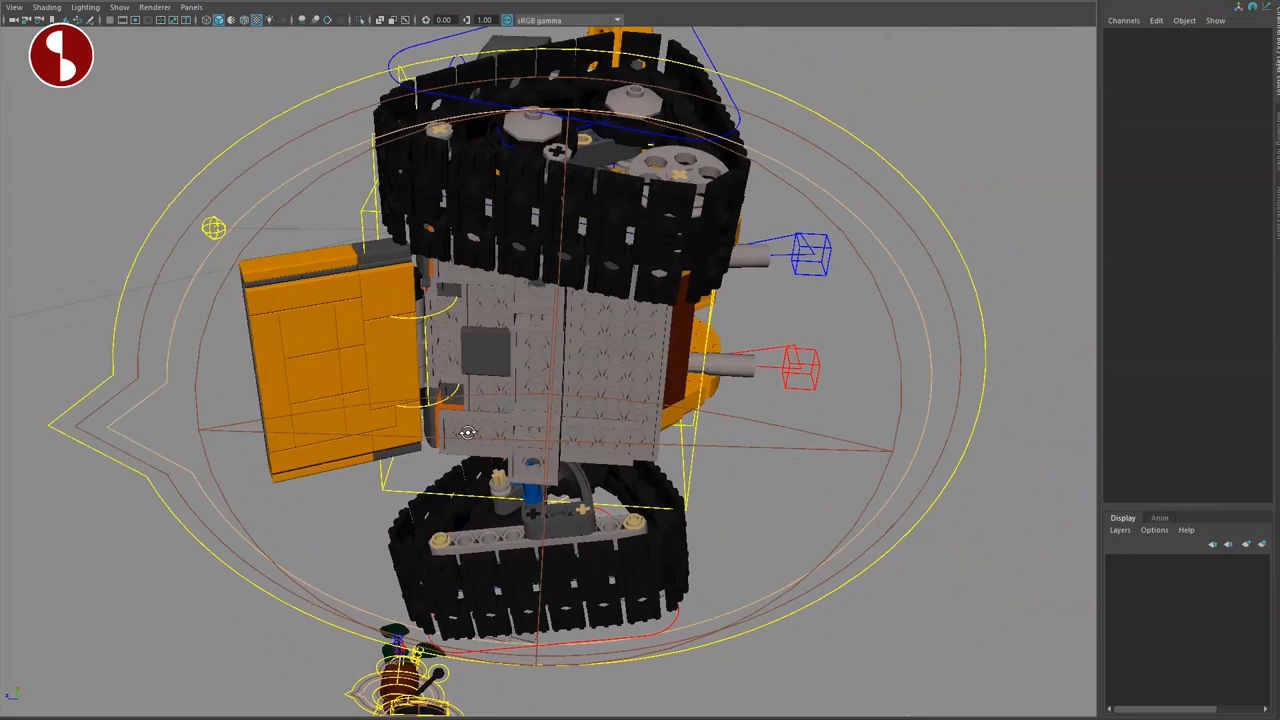 View Shading Lighting Show Renderer Panels
0.00 1.00 sRGB gamma
Channels Edit Object Show
Display Anim
Layers Options Help